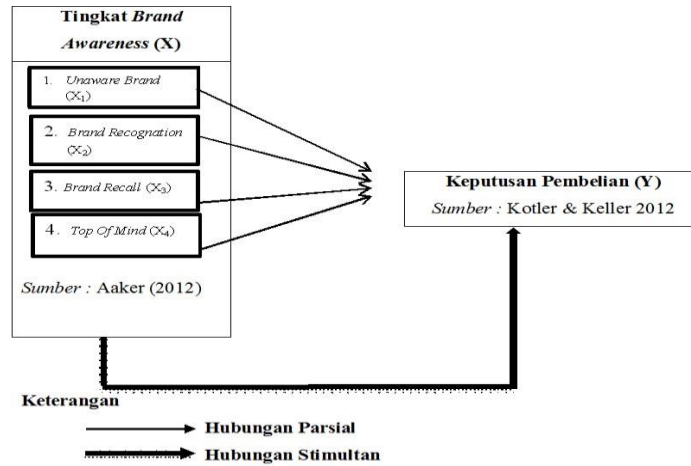 Tingkat Brand
Awareness (X)
1. Unaware Brand
(X1)
2. Brand Recognation
(X2)
3. Brand Recall (X3)
4. Top Of Mind (X4)
Sumber : Aaker (2012)
Keputusan Pembelian (Y)
Sumber : Kotler & Keller 2012
Keterangan
Hubungan Parsial
Hubungan Stimultan